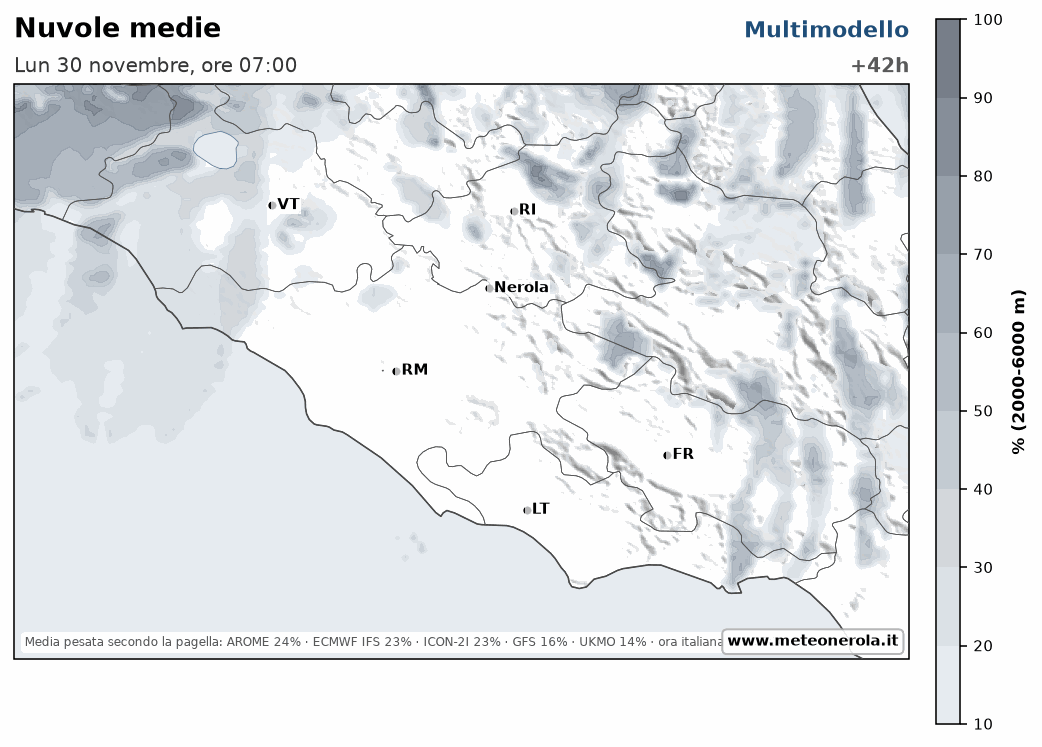 Nuvole medie
Multimodello
Lun 30 novembre, ore 07:00
+42h
100
90
80
70
60
50
40
30
20
10
% (2000-6000 m)
VT
RI
Nerola
RM
FR
LT
Media pesata secondo la pagella: AROME 24% · ECMWF IFS 23% · ICON-2I 23% · GFS 16% · UKMO 14% · ora italiana
www.meteonerola.it